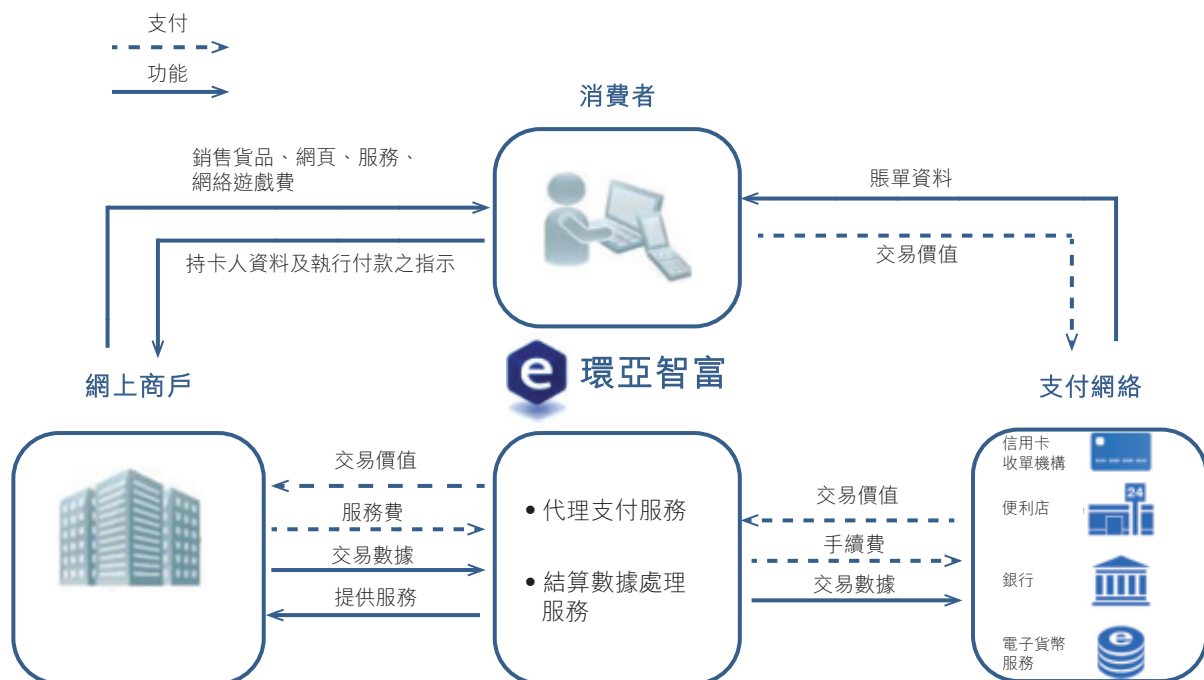 支付
功能
消費者
銷售貨品、網頁、服務、
網絡遊戲費
賬單資料
持卡人資料及執行付款之指示
交易價值
e 環亞智富
網上商戶
支付網絡
交易價值
服務費
交易數據
提供服務
• 代理支付服務
• 結算數據處理
服務
交易價值
手續費
交易數據
信用卡
收單機構
便利店
24
銀行
電子貨幣
服務
e